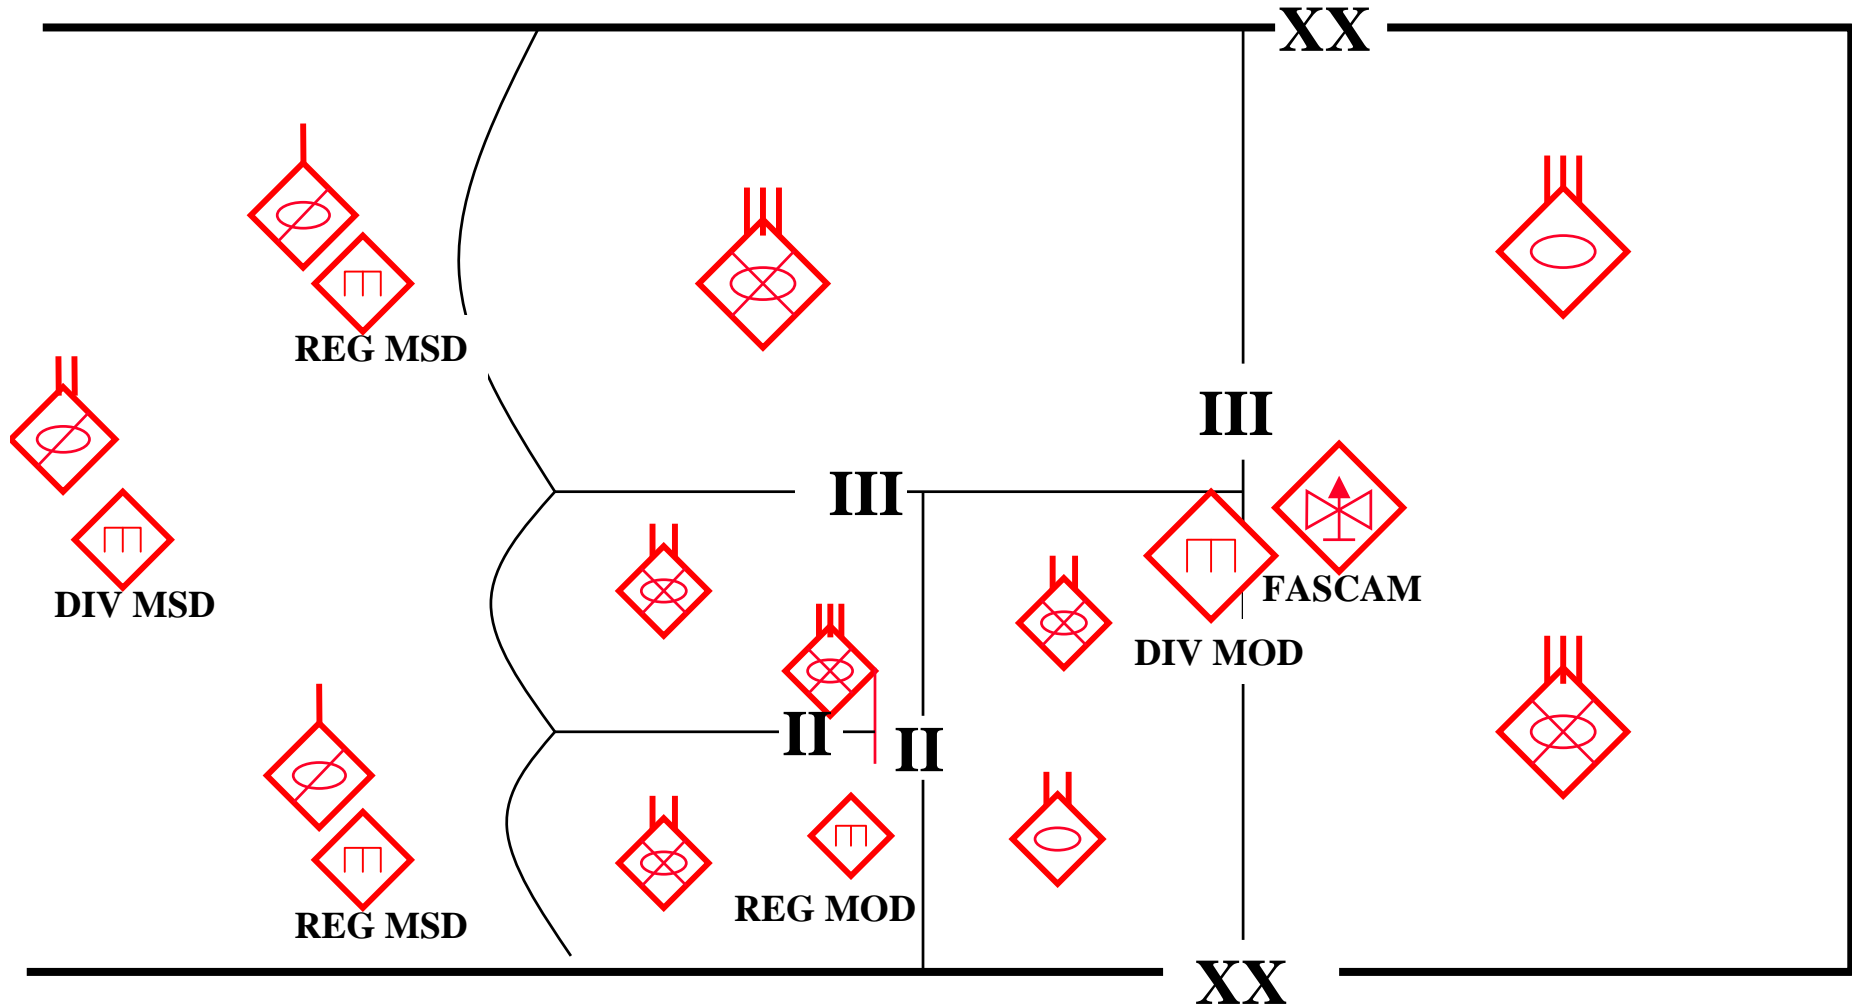 XX
REG MSD
III
III
DIV MSD
FASCAM
DIV MOD
II
II
REG MOD
REG MSD
XX